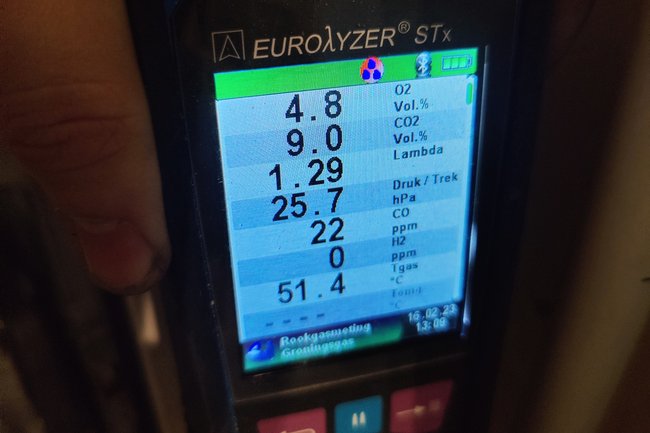 EUROλYZER® STx
4.8 O2
Vol.%
9.0 CO2
Vol.%
1.29 Lambda
25.7 Druk / Trek
hPa
22 CO
ppm
0 H2
ppm
51.4 Tgas
°C
- - - -
°C
Rookgasmeting
Groningsgas
16.02.23
13:09